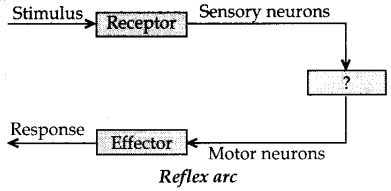 Stimulus
Receptor
Sensory neurons
?
Response
Effector
Motor neurons
Reflex arc